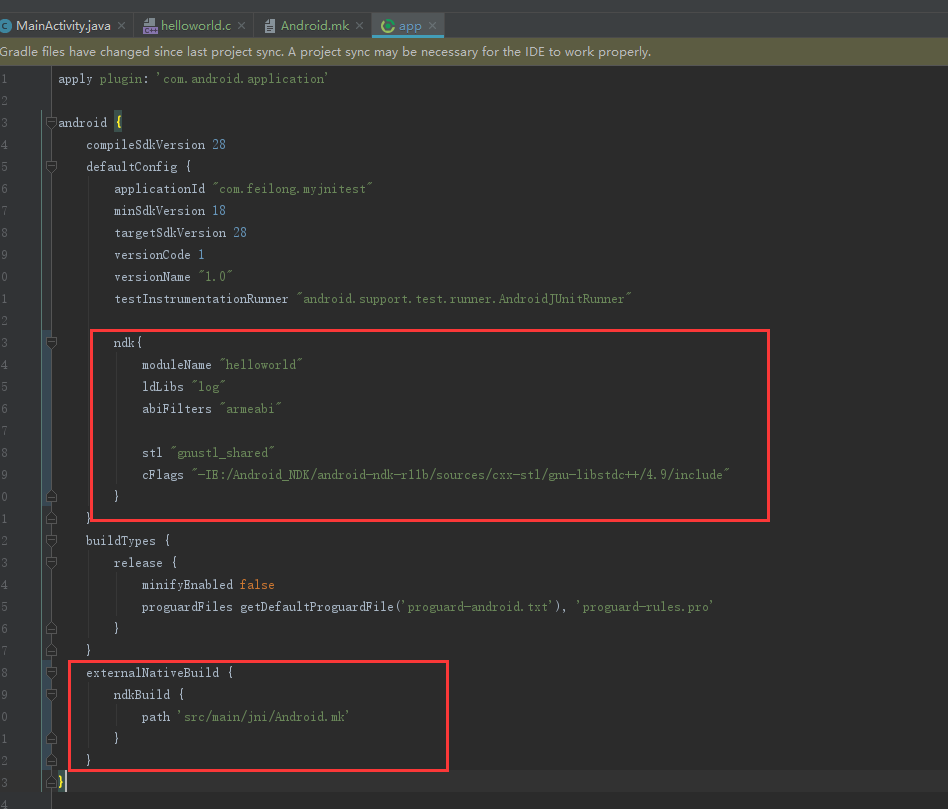 MainActivity.java helloworld.c Android.mk app
Gradle files have changed since last project sync. A project sync may be necessary for the IDE to work properly.
1 apply plugin: 'com.android.application'
2
3 android {
4 compileSdkVersion 28
5 defaultConfig {
6 applicationId "com.feilong.myjnitest"
7 minSdkVersion 18
8 targetSdkVersion 28
9 versionCode 1
0 versionName "1.0"
1 testInstrumentationRunner "android.support.test.runner.AndroidJUnitRunner"
2
3 ndk{
4 moduleName "helloworld"
5 ldLibs "log"
6 abiFilters "armeabi"
7
8 stl "gnustl_shared"
9 cFlags "-IE:/Android_NDK/android-ndk-r11b/sources/cxx-stl/gnu-libstdc++/4.9/include"
0 }
1 }
2 buildTypes {
3 release {
4 minifyEnabled false
5 proguardFiles getDefaultProguardFile('proguard-android.txt'), 'proguard-rules.pro'
6 }
7 }
8 externalNativeBuild {
9 ndkBuild {
0 path 'src/main/jni/Android.mk'
1 }
2 }
3 }
4